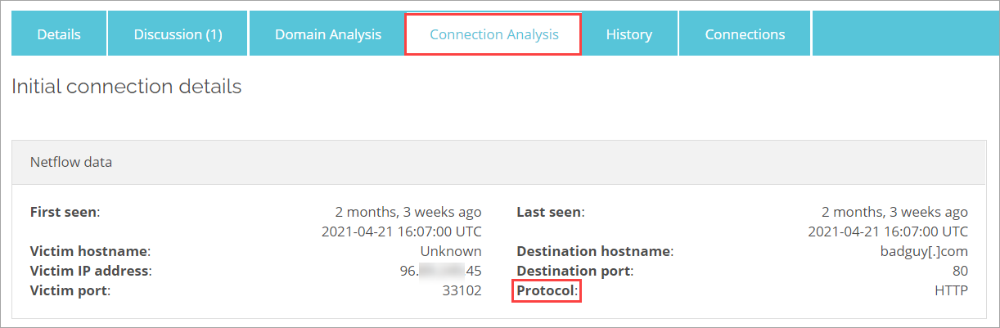 Details Discussion (1) Domain Analysis Connection Analysis History Connections
Initial connection details
Netflow data
First seen: 2 months, 3 weeks ago Last seen: 2 months, 3 weeks ago
2021-04-21 16:07:00 UTC 2021-04-21 16:07:00 UTC
Victim hostname: Unknown Destination hostname: badguy[.]com
Victim IP address: 96. 45 Destination port: 80
Victim port: 33102 Protocol: HTTP